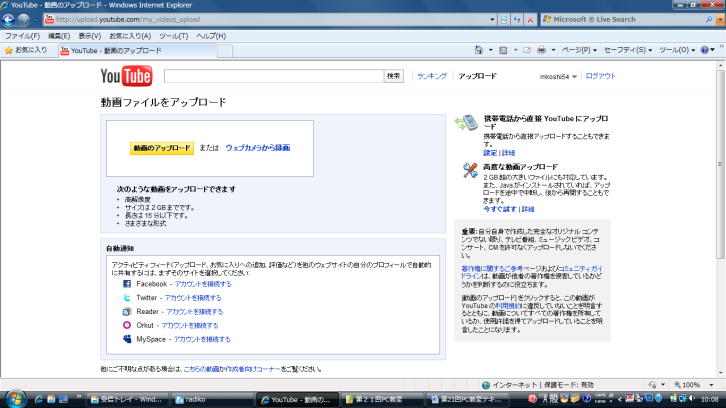 YouTube - 動画のアップロード - Windows Internet Explorer
http://upload.youtube.com/my_videos_upload
Microsoft® Live Search
ファイル(F) 編集(E) 表示(V) お気に入り(A) ツール(T) ヘルプ(H)
お気に入り YouTube - 動画のアップロード
ページ(P) セーフティ(S) ツール(O)
YouTube 検索 ランキング アップロード mkoshi54 ログアウト
動画ファイルをアップロード
動画のアップロード または ウェブカメラから録画
次のような動画をアップロードできます
• 高解像度
• サイズは 2 GB までです。
• 長さは 15 分以下です。
• さまざまな形式
自動通知
アクティビティ フィード(アップロード、お気に入りへの追加、評価など)を他のウェブサイトの自分のプロフィールで自動的
に共有するには、まずそのサイトを選択してください:
Facebook - アカウントを接続する
Twitter - アカウントを接続する
Reader - アカウントを接続する
Orkut - アカウントを接続する
MySpace - アカウントを接続する
他にご不明な点がある場合は、こちらの動画か作成者向けコーナーをご覧ください。
携帯電話から直接 YouTube にアップロ
ード
携帯電話から直接アップロードすることもできま
す。
設定 | 詳細
高度な動画アップロード
2 GB 超の大きいファイルにも対応しています。
また、Java がインストールされていれば、アップ
ロードを途中で中断し、後から再開することもで
きます。
今すぐ試す | 詳細
重要: 自分自身で作成した完全なオリジナル コンテ
ンツでない限り、テレビ番組、ミュージックビデオ、コ
ンサート、CM を許可なくアップロードしないでくださ
い。
著作権に関するご参考ページおよびコミュニティ ガイ
ドラインは、動画が他者の著作権を侵害しているかど
うかを判断するのに役立ちます。
[動画のアップロード] をクリックすると、この動画が
YouTube の利用規約に違反していないことを明言す
るとともに、動画についてすべての著作権を所有して
いるか、使用許諾を得てアップロードしていることを明
言したことになります。
インターネット | 保護モード: 有効 100%
受信トレイ - Wind... radiko YouTube - 動画の... 第２１回PC教室 第21回PC教室テキ... 10:08